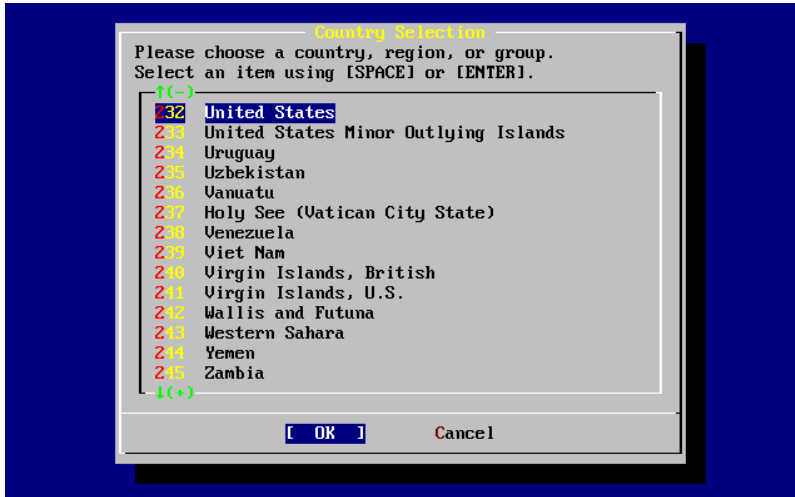 Country Selection
Please choose a country, region, or group.
Select an item using [SPACE] or [ENTER].
↑(-)
232 United States
233 United States Minor Outlying Islands
234 Uruguay
235 Uzbekistan
236 Vanuatu
237 Holy See (Vatican City State)
238 Venezuela
239 Viet Nam
240 Virgin Islands, British
241 Virgin Islands, U.S.
242 Wallis and Futuna
243 Western Sahara
244 Yemen
245 Zambia
↓(+)
[ OK ] Cancel